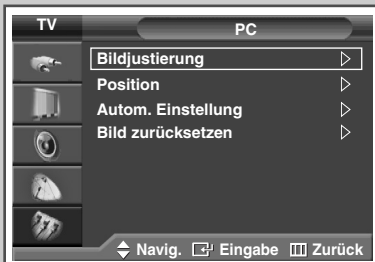 TV PC
Bildjustierung
Position
Autom. Einstellung
Bild zurücksetzen
Navig. Eingabe Zurück